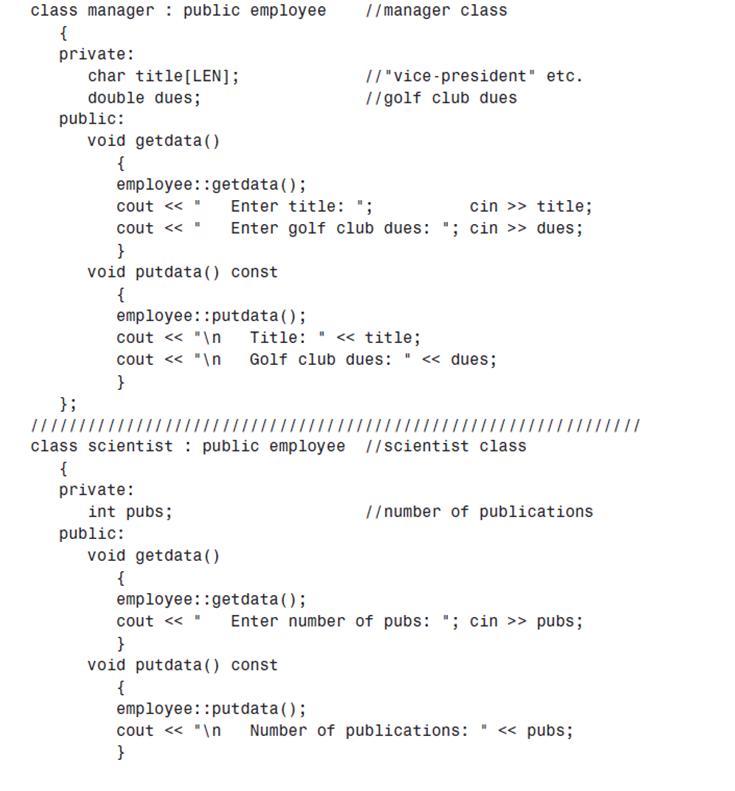 class manager : public employee    //manager class
   {
   private:
      char title[LEN];             //"vice-president" etc.
      double dues;                 //golf club dues
   public:
      void getdata()
         {
         employee::getdata();
         cout << "   Enter title: ";          cin >> title;
         cout << "   Enter golf club dues: "; cin >> dues;
         }
      void putdata() const
         {
         employee::putdata();
         cout << "\n   Title: " << title;
         cout << "\n   Golf club dues: " << dues;
         }
   };
////////////////////////////////////////////////////////////////
class scientist : public employee  //scientist class
   {
   private:
      int pubs;                    //number of publications
   public:
      void getdata()
         {
         employee::getdata();
         cout << "   Enter number of pubs: "; cin >> pubs;
         }
      void putdata() const
         {
         employee::putdata();
         cout << "\n   Number of publications: " << pubs;
         }